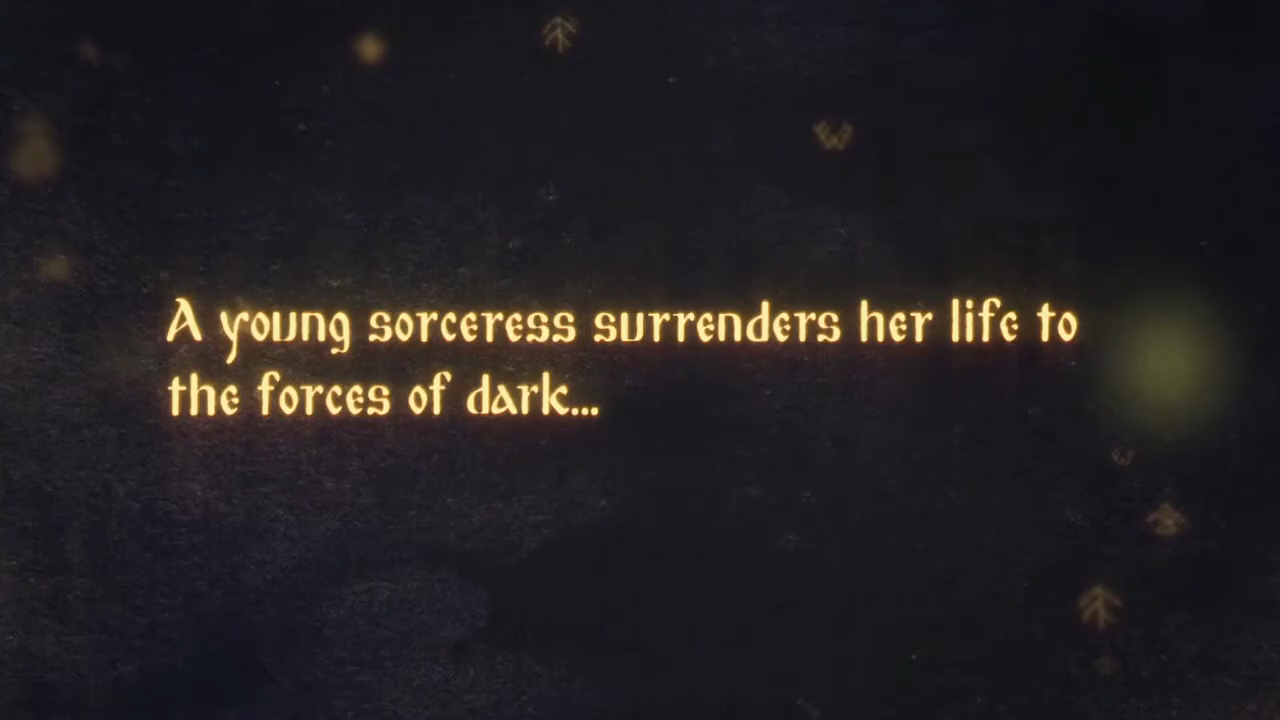 A young sorceress surrenders her life to
the forces of dark...